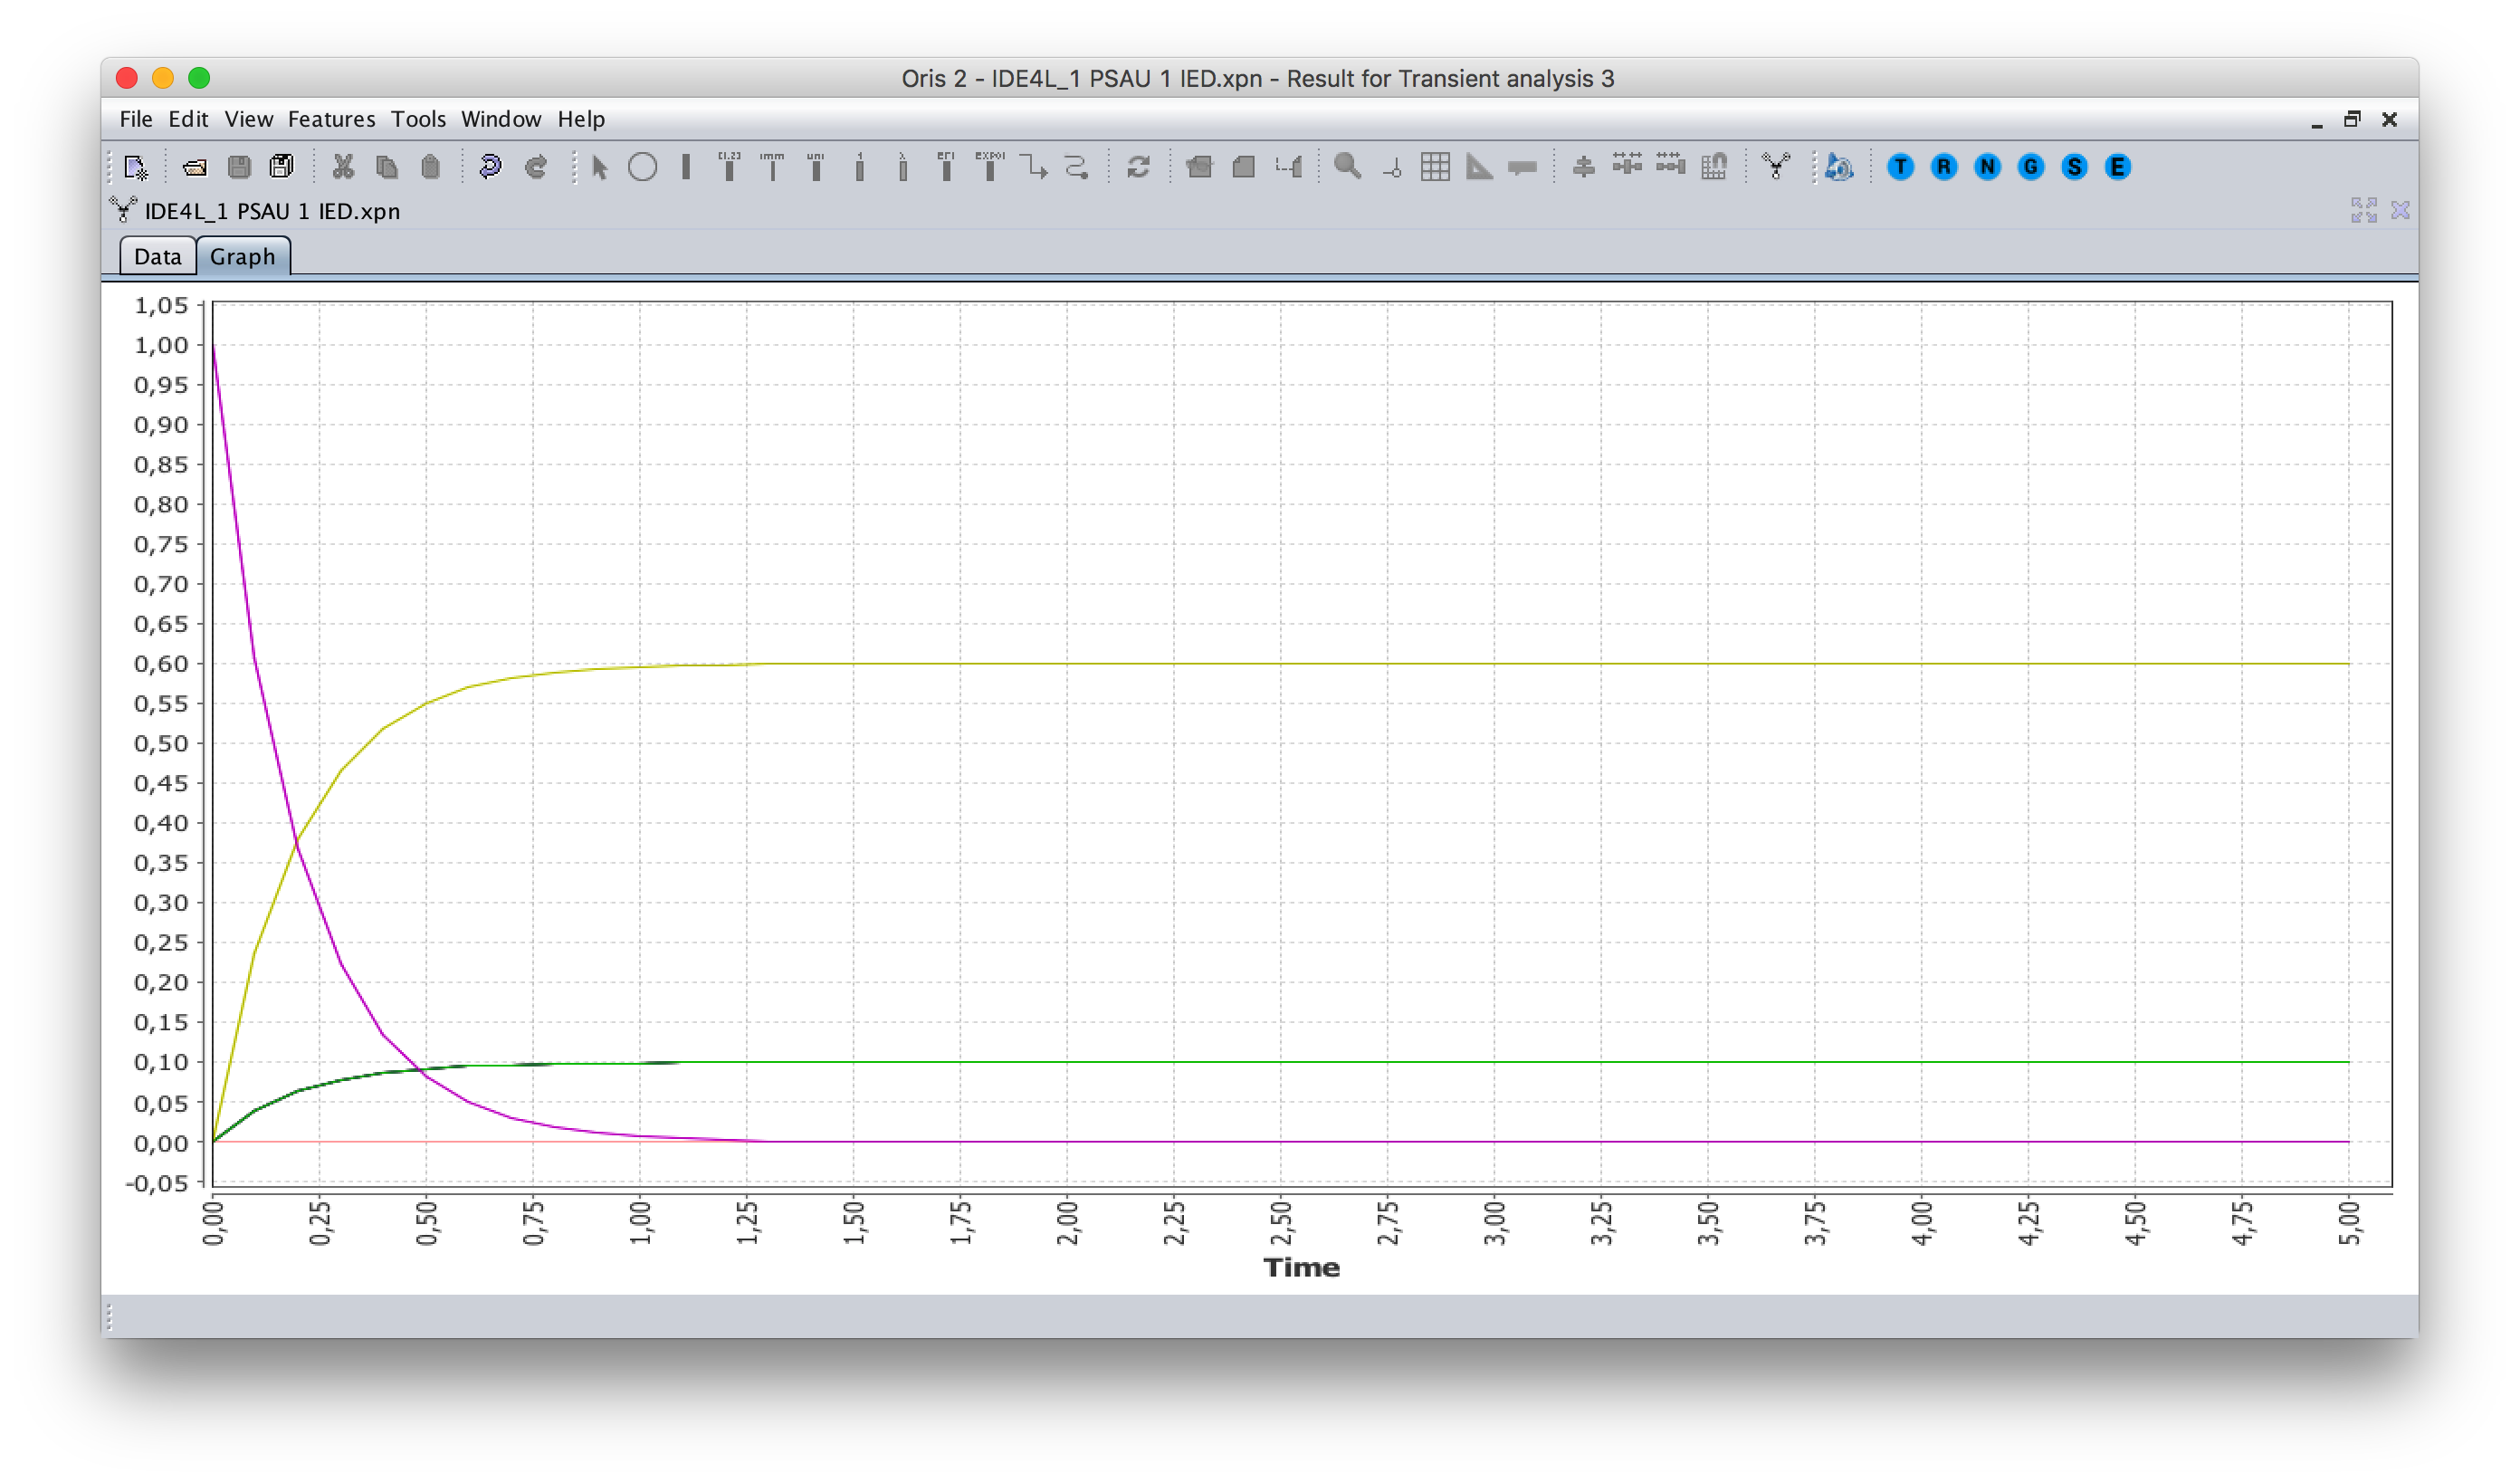 Oris 2 - IDE4L_1 PSAU 1 IED.xpn - Result for Transient analysis 3
File Edit View Features Tools Window Help
[1,2] imm uni 1 λ EXPOL
T R N G S E
IDE4L_1 PSAU 1 IED.xpn
Data Graph
1,05
1,00
0,95
0,90
0,85
0,80
0,75
0,70
0,65
0,60
0,55
0,50
0,45
0,40
0,35
0,30
0,25
0,20
0,15
0,10
0,05
0,00
-0,05
0,00 0,25 0,50 0,75 1,00 1,25 1,50 1,75 2,00 2,25 2,50 2,75 3,00 3,25 3,50 3,75 4,00 4,25 4,50 4,75 5,00
Time